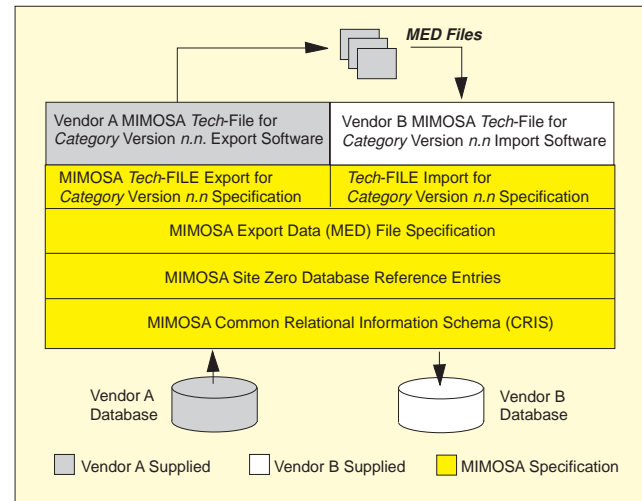 MED Files
Vendor A MIMOSA Tech-File for
Category Version n.n. Export Software
Vendor B MIMOSA Tech-File for
Category Version n.n Import Software
MIMOSA Tech-FILE Export for
Category Version n.n Specification
Tech-FILE Import for
Category Version n.n Specification
MIMOSA Export Data (MED) File Specification
MIMOSA Site Zero Database Reference Entries
MIMOSA Common Relational Information Schema (CRIS)
Vendor A
Database
Vendor B
Database
Vendor A Supplied
Vendor B Supplied
MIMOSA Specification